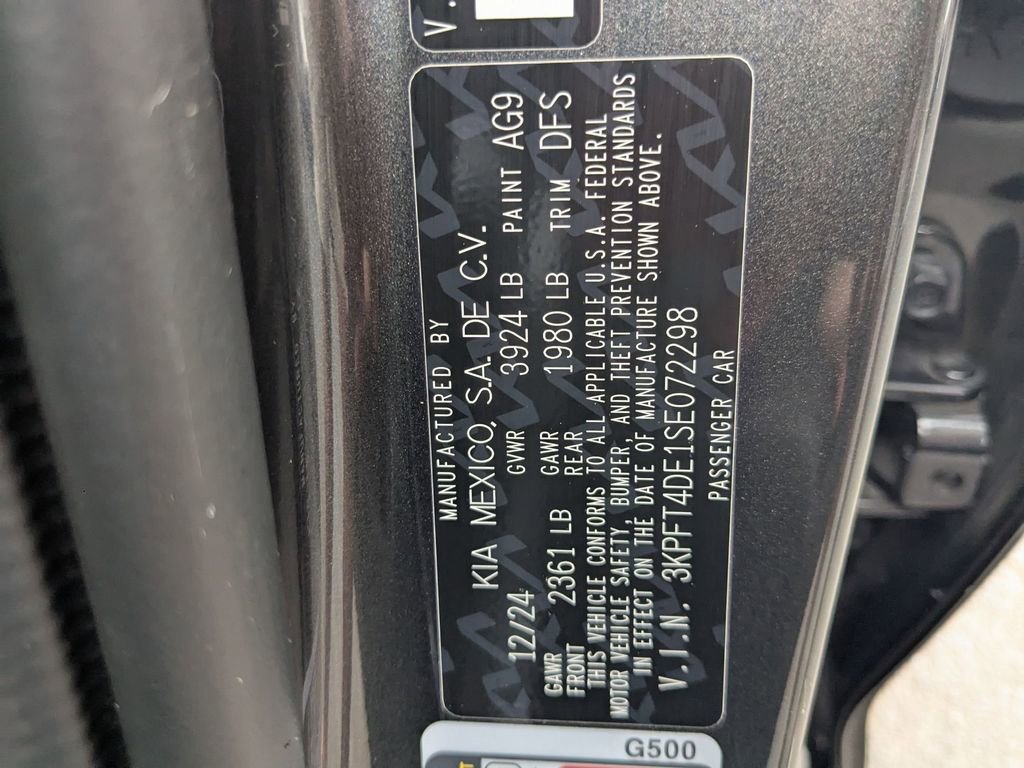 V.
MANUFACTURED BY
KIA MEXICO, S.A. DE C.V.
12/24 GVWR 3924 LB PAINT AG9
GAWR FRONT 2361 LB GAWR REAR 1980 LB TRIM DFS
THIS VEHICLE CONFORMS TO ALL APPLICABLE U.S.A. FEDERAL
MOTOR VEHICLE SAFETY, BUMPER, AND THEFT PREVENTION STANDARDS
IN EFFECT ON THE DATE OF MANUFACTURE SHOWN ABOVE.
V.I.N. 3KPFT4DE1SE072298
PASSENGER CAR
G500